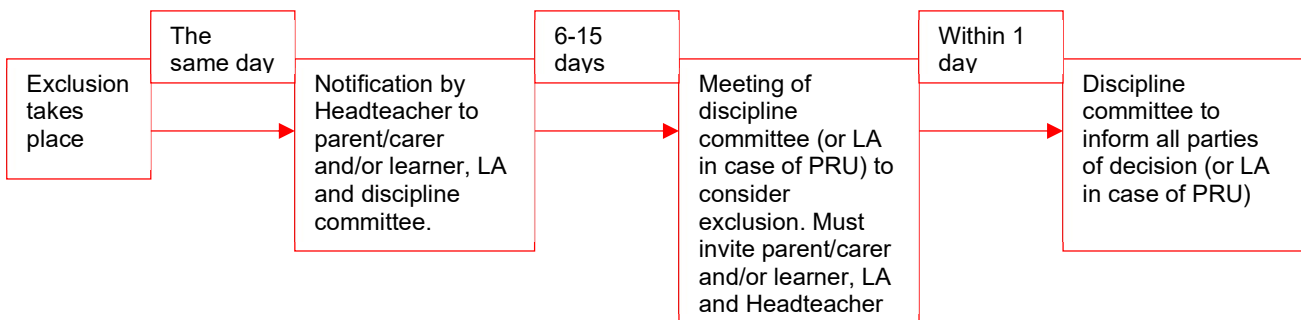 Exclusion
takes
place
The
same day
Notification by
Headteacher to
parent/carer
and/or learner, LA
and discipline
committee.
6-15
days
Meeting of
discipline
committee (or LA
in case of PRU) to
consider
exclusion. Must
invite parent/carer
and/or learner, LA
and Headteacher
Within 1
day
Discipline
committee to
inform all parties
of decision (or LA
in case of PRU)